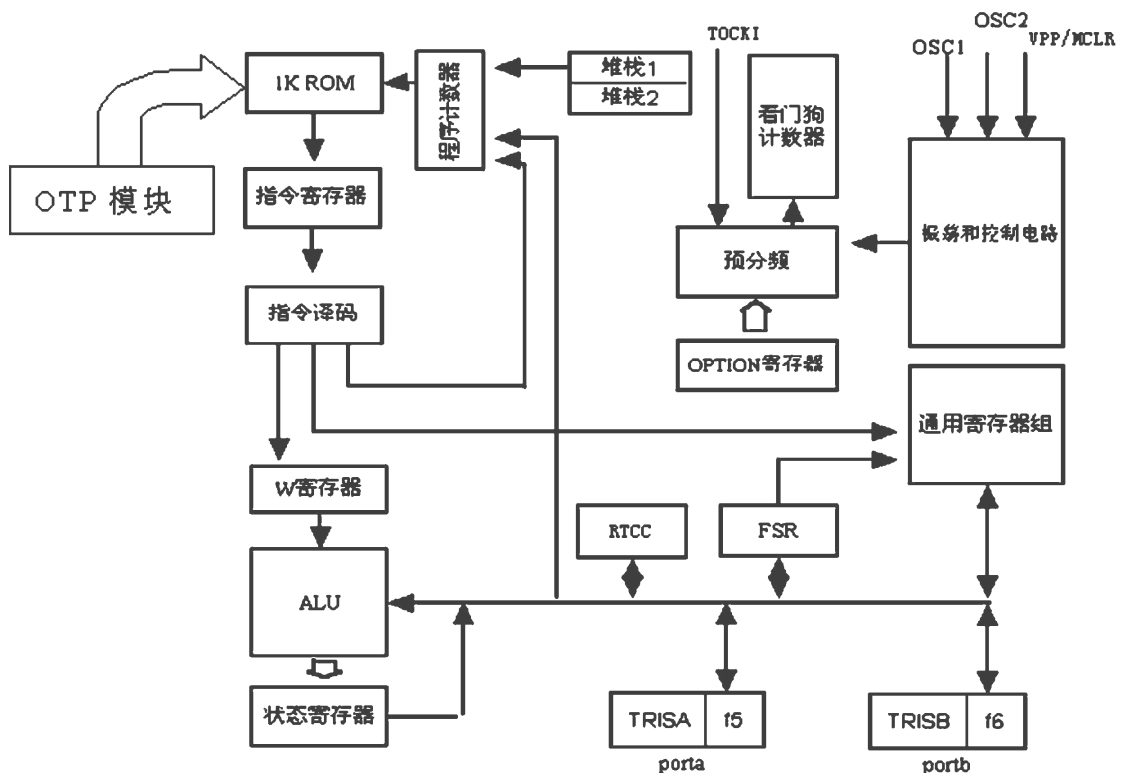 TOCKI
OSC2
OSC1
VPP/MCLR
1K ROM
程序计数器
堆栈1
堆栈2
看门狗
计数器
OTP 模块
指令寄存器
振荡和控制电路
预分频
指令译码
OPTION寄存器
通用寄存器组
W寄存器
RTCC
FSR
ALU
状态寄存器
TRISA
f5
TRISB
f6
porta
portb